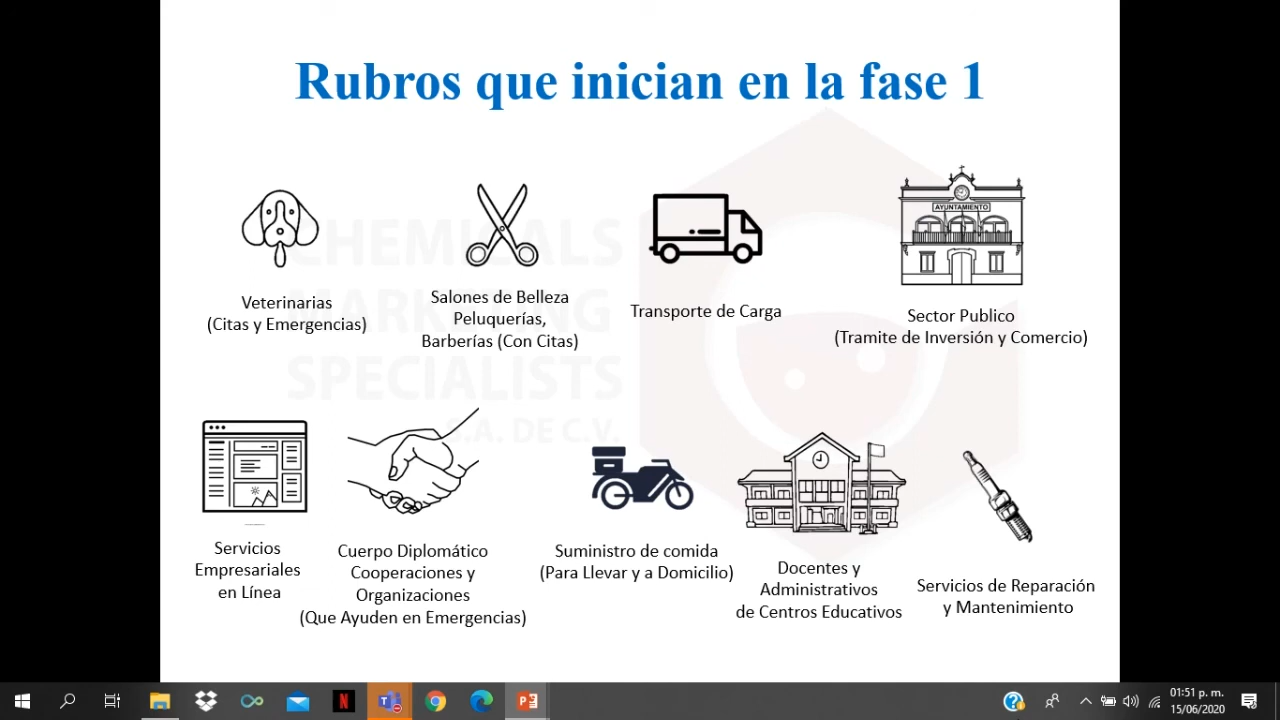 Rubros que inician en la fase 1
AYUNTAMIENTO
Veterinarias
(Citas y Emergencias)
Salones de Belleza
Peluquerías,
Barberías (Con Citas)
Transporte de Carga
Sector Publico
(Tramite de Inversión y Comercio)
CHEMICALS
MARKETING
SPECIALISTS
S.A. DE C.V.
Servicios
Empresariales
en Línea
Cuerpo Diplomático
Cooperaciones y
Organizaciones
(Que Ayuden en Emergencias)
Suministro de comida
(Para Llevar y a Domicilio)
Docentes y
Administrativos
de Centros Educativos
Servicios de Reparación
y Mantenimiento
01:51 p. m.
15/06/2020